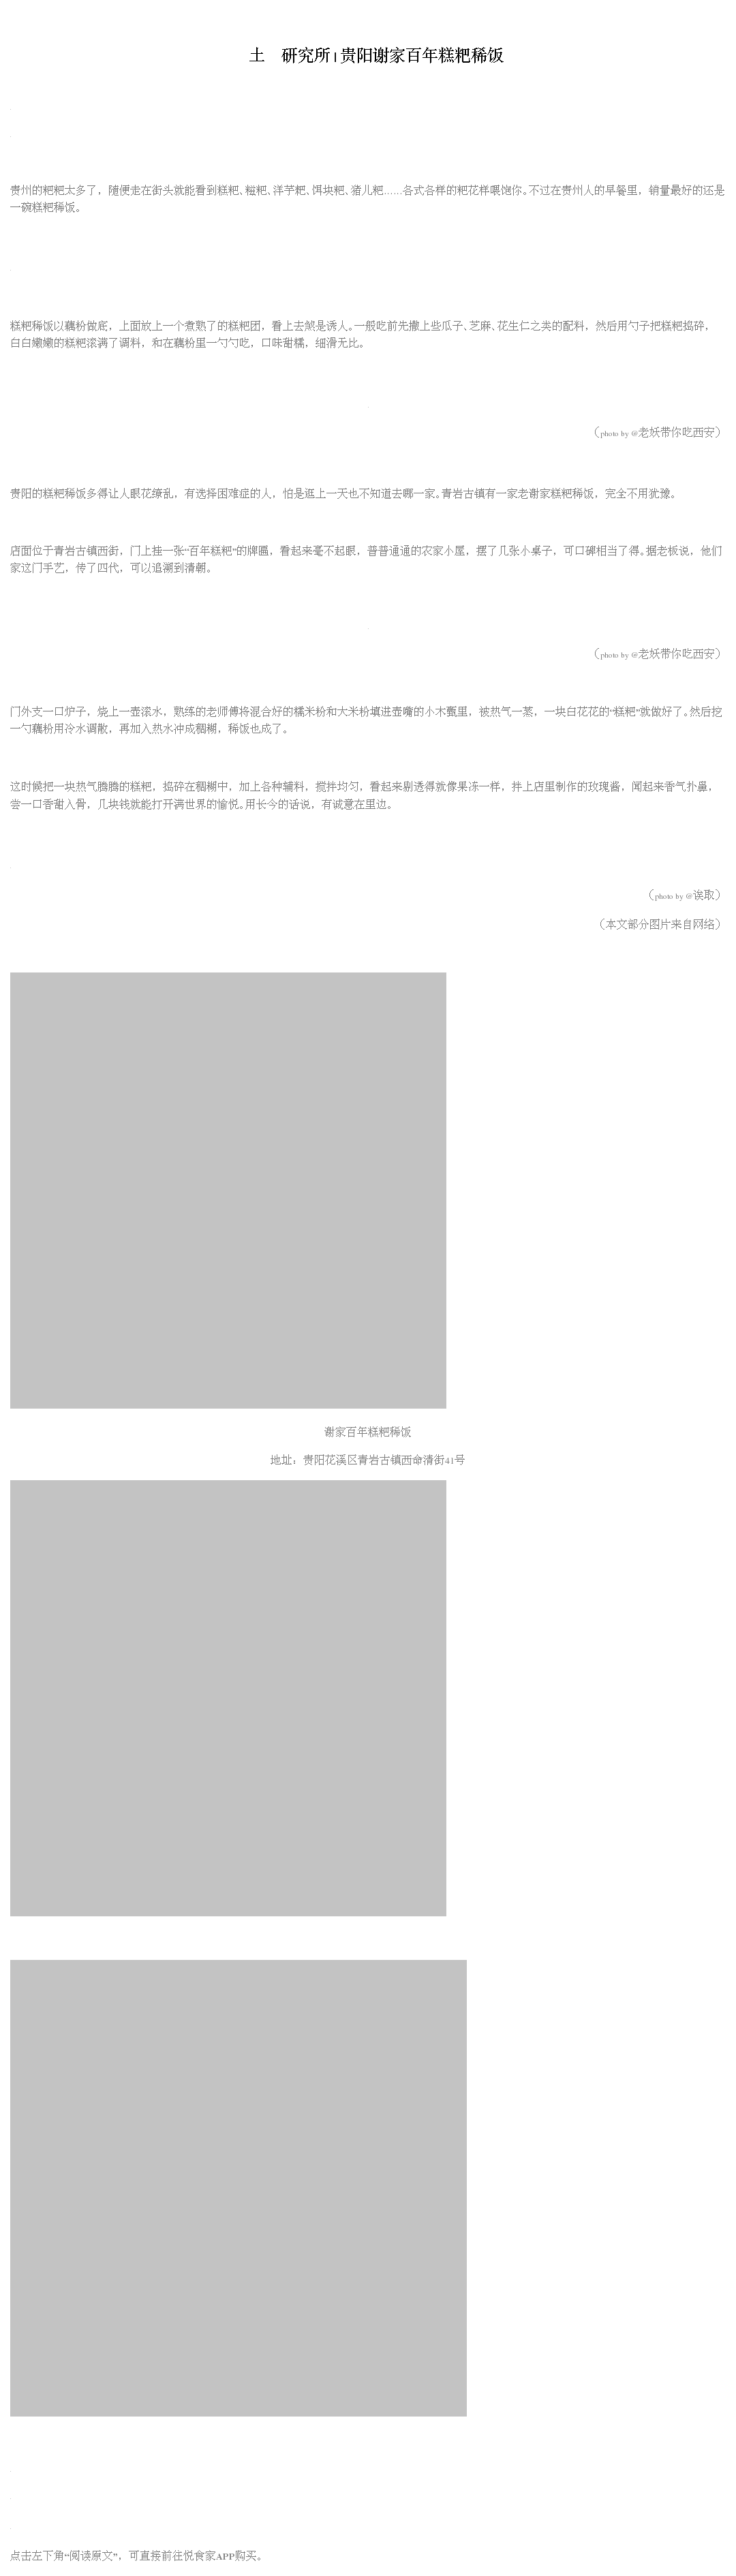 土 研究所|贵阳谢家百年糕粑稀饭
贵州的粑粑太多了，随便走在街头就能看到糕粑、糍粑、洋芋粑、饵块粑、猪儿粑……各式各样的粑花样喂饱你。不过在贵州人的早餐里，销量最好的还是
一碗糕粑稀饭。
糕粑稀饭以藕粉做底，上面放上一个煮熟了的糕粑团，看上去煞是诱人。一般吃前先撒上些瓜子、芝麻、花生仁之类的配料，然后用勺子把糕粑捣碎，
白白嫩嫩的糕粑滚满了调料，和在藕粉里一勺勺吃，口味甜糯，细滑无比。
（photo by @老妖带你吃西安）
贵阳的糕粑稀饭多得让人眼花缭乱，有选择困难症的人，怕是逛上一天也不知道去哪一家。青岩古镇有一家老谢家糕粑稀饭，完全不用犹豫。
店面位于青岩古镇西街，门上挂一张“百年糕粑”的牌匾，看起来毫不起眼，普普通通的农家小屋，摆了几张小桌子，可口碑相当了得。据老板说，他们
家这门手艺，传了四代，可以追溯到清朝。
（photo by @老妖带你吃西安）
门外支一口炉子，烧上一壶滚水，熟练的老师傅将混合好的糯米粉和大米粉填进壶嘴的小木甑里，被热气一蒸，一块白花花的“糕粑”就做好了。然后挖
一勺藕粉用冷水调散，再加入热水冲成稠糊，稀饭也成了。
这时候把一块热气腾腾的糕粑，捣碎在稠糊中，加上各种辅料，搅拌均匀，看起来剔透得就像果冻一样，拌上店里制作的玫瑰酱，闻起来香气扑鼻，
尝一口香甜入骨，几块钱就能打开满世界的愉悦。用长今的话说，有诚意在里边。
（photo by @诶取）
（本文部分图片来自网络）
谢家百年糕粑稀饭
地址：贵阳花溪区青岩古镇西命清街41号
点击左下角“阅读原文”，可直接前往悦食家APP购买。